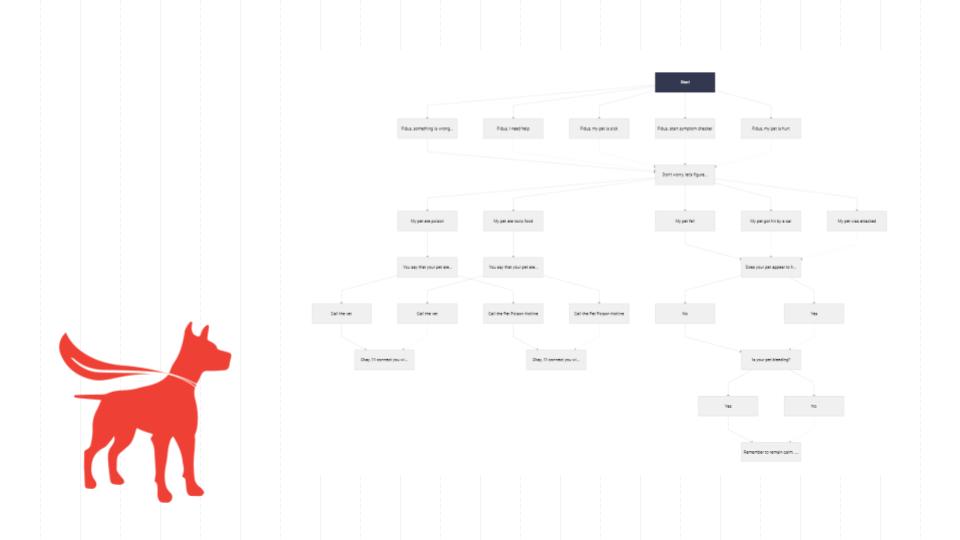 Start
Fidus, something is wrong...
Fidus, I need help
Fidus, my pet is sick
Fidus, start symptom checker
Fidus, my pet is hurt
Don't worry, let's figure...
My pet ate poison
My pet ate toxic food
My pet fell
My pet got hit by a car
My pet was attacked
You say that your pet ate...
You say that your pet ate...
Does your pet appear to h...
Call the vet
Call the vet
Call the Pet Poison Hotline
Call the Pet Poison Hotline
No
Yes
Okay, I'll connect you wi...
Okay, I'll connect you wi...
Is your pet bleeding?
Yes
No
Remember to remain calm. ...